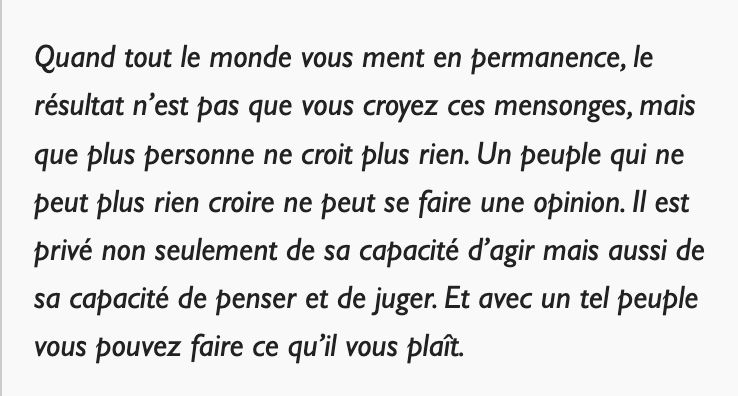 Quand tout le monde vous ment en permanence, le
résultat n’est pas que vous croyez ces mensonges, mais
que plus personne ne croit plus rien. Un peuple qui ne
peut plus rien croire ne peut se faire une opinion. Il est
privé non seulement de sa capacité d’agir mais aussi de
sa capacité de penser et de juger. Et avec un tel peuple
vous pouvez faire ce qu’il vous plaît.